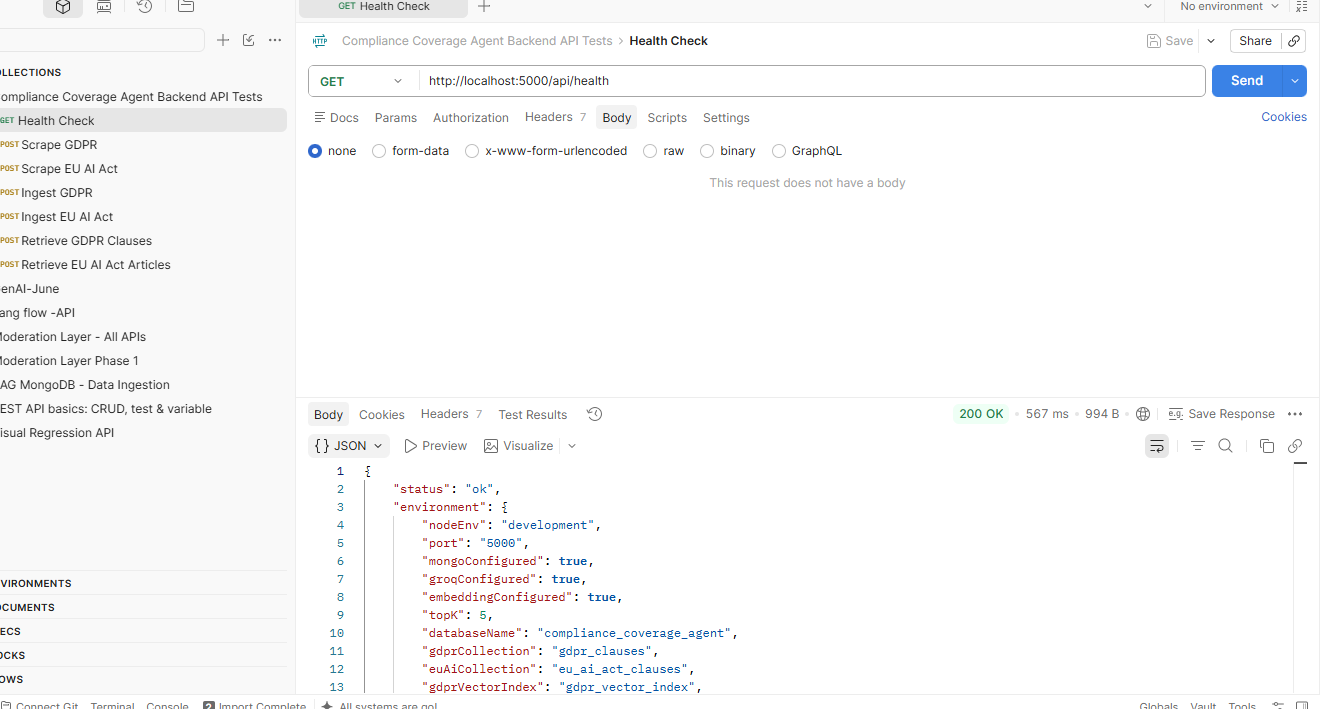 GET Health Check
No environment
Compliance Coverage Agent Backend API Tests > Health Check
Save
Share
OLLECTIONS
ompliance Coverage Agent Backend API Tests
GET Health Check
POST Scrape GDPR
POST Scrape EU AI Act
POST Ingest GDPR
POST Ingest EU AI Act
POST Retrieve GDPR Clauses
POST Retrieve EU AI Act Articles
enAI-June
ang flow -API
Moderation Layer - All APIs
Moderation Layer Phase 1
AG MongoDB - Data Ingestion
EST API basics: CRUD, test & variable
isual Regression API
VIRONMENTS
OCUMENTS
ECS
OCKS
OWS
HTTP
GET http://localhost:5000/api/health
Send
Docs Params Authorization Headers 7 Body Scripts Settings
Cookies
none form-data x-www-form-urlencoded raw binary GraphQL
This request does not have a body
Body Cookies Headers 7 Test Results
200 OK • 567 ms • 994 B •
e.g. Save Response
{} JSON Preview Visualize
1 {
2 "status": "ok",
3 "environment": {
4 "nodeEnv": "development",
5 "port": "5000",
6 "mongoConfigured": true,
7 "groqConfigured": true,
8 "embeddingConfigured": true,
9 "topK": 5,
10 "databaseName": "compliance_coverage_agent",
11 "gdprCollection": "gdpr_clauses",
12 "euAiCollection": "eu_ai_act_clauses",
13 "gdprVectorIndex": "gdpr_vector_index",
Connect Git Terminal Console Import Complete All systems are go!
Globals Vault Tools